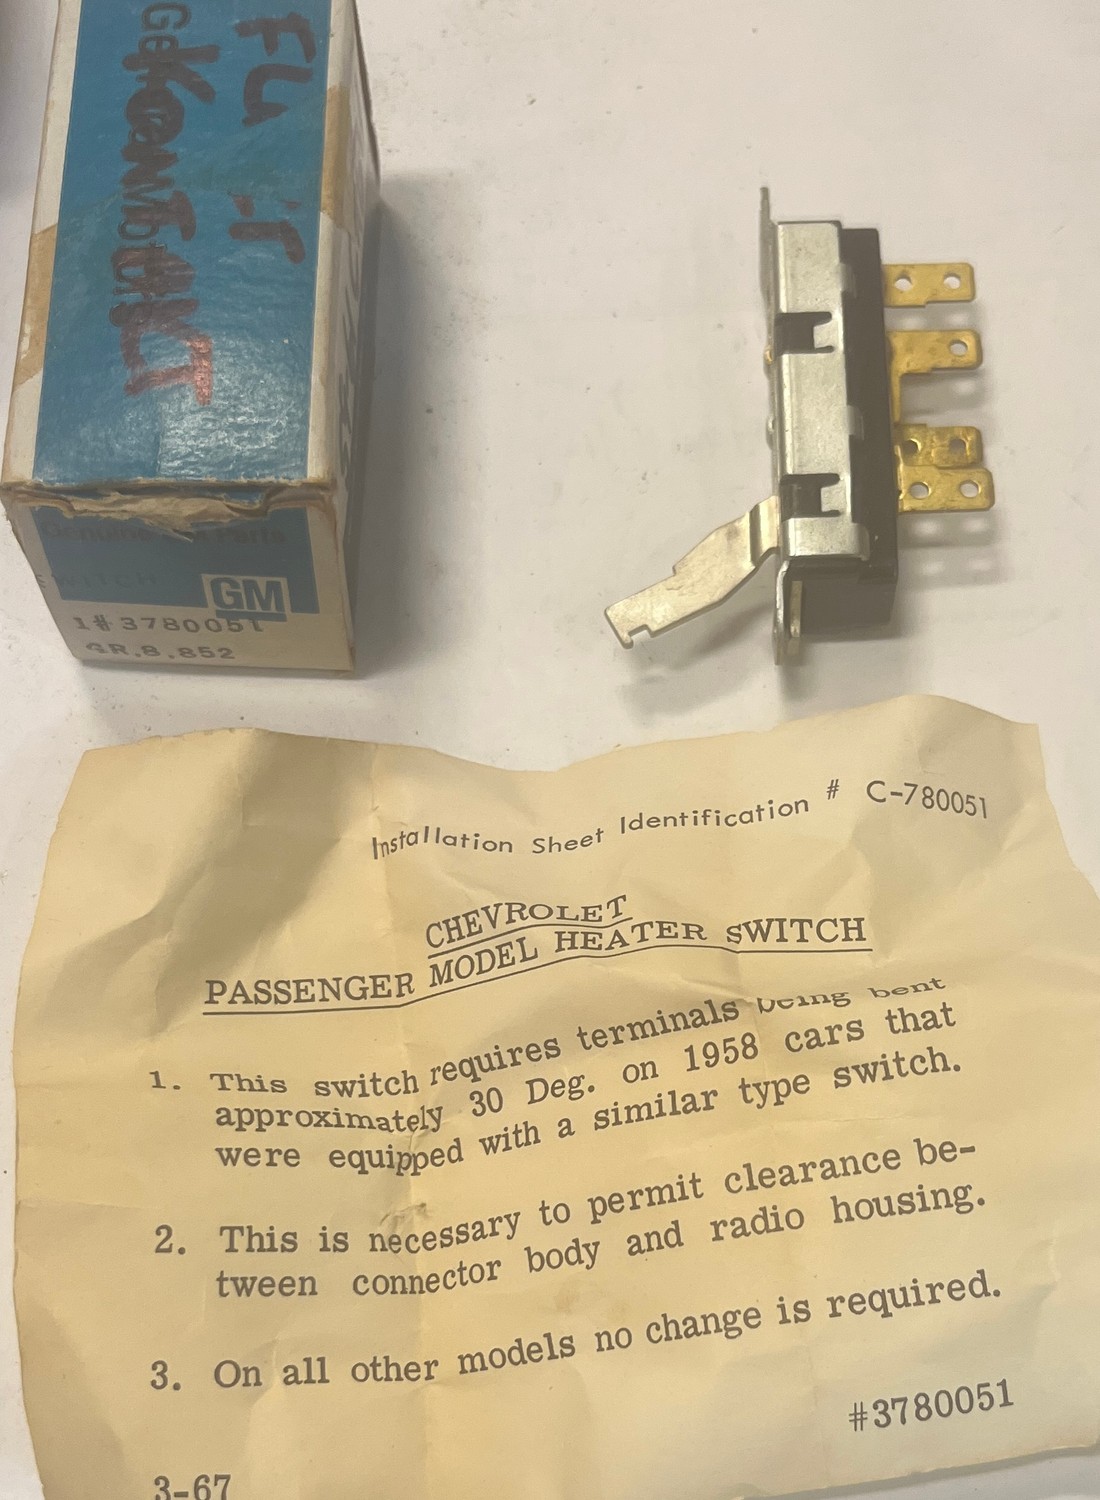 GM
1# 3780051
GR.8.852
Installation Sheet Identification # C-780051
CHEVROLET
PASSENGER MODEL HEATER SWITCH
1. This switch requires terminals being bent
approximately 30 Deg. on 1958 cars that
were equipped with a similar type switch.
2. This is necessary to permit clearance be-
tween connector body and radio housing.
3. On all other models no change is required.
#3780051
3-67